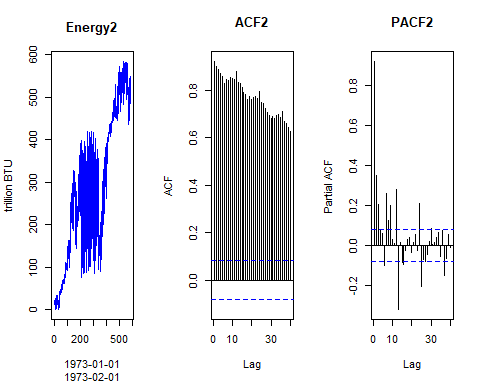 Energy2
trillion BTU
600
500
400
300
200
100
0
0 200 500
1973-01-01
1973-02-01
ACF2
ACF
0.8
0.6
0.4
0.2
0.0
0 10 30
Lag
PACF2
Partial ACF
0.8
0.6
0.4
0.2
0.0
-0.2
0 10 30
Lag